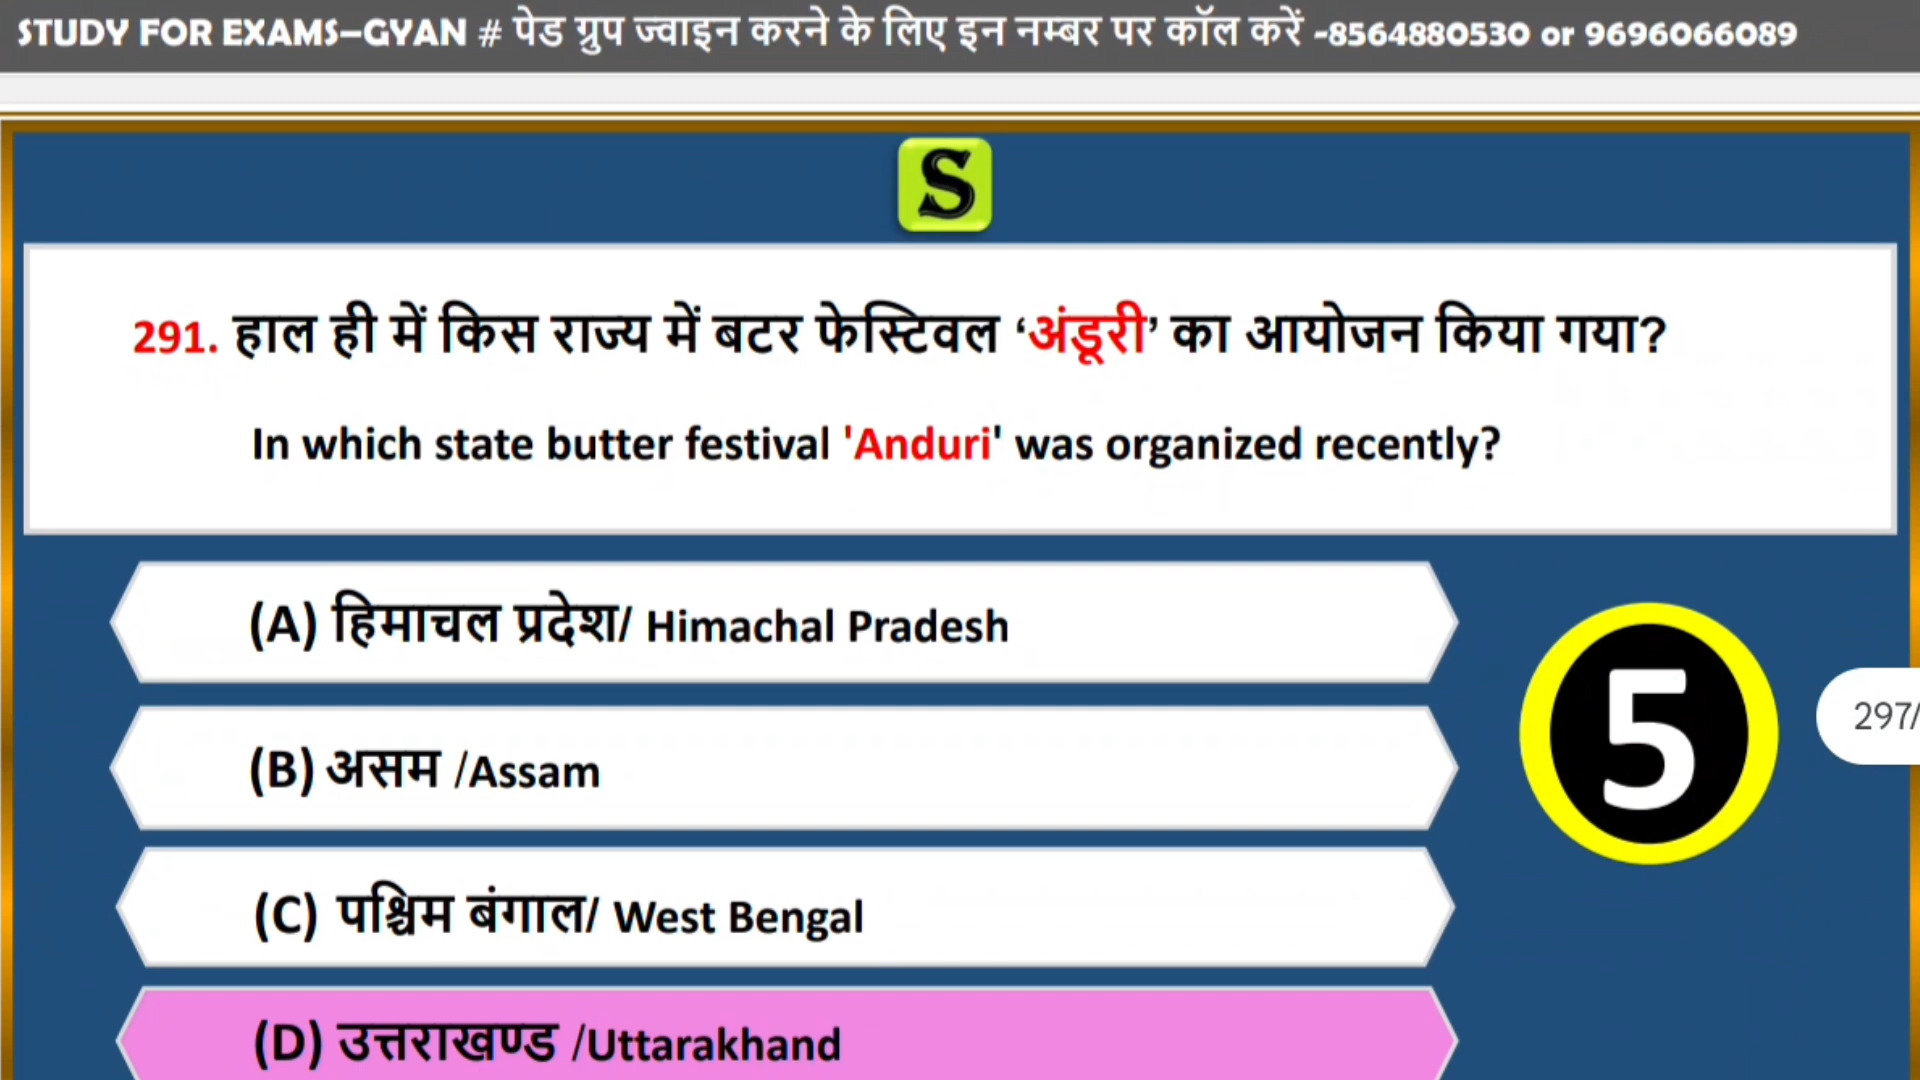 STUDY FOR EXAMS–GYAN # पेड ग्रुप ज्वाइन करने के लिए इन नम्बर पर कॉल करें -8564880530 or 9696066089
S
291. हाल ही में किस राज्य में बटर फेस्टिवल ‘अंडूरी’ का आयोजन किया गया?
In which state butter festival 'Anduri' was organized recently?
(A) हिमाचल प्रदेश/ Himachal Pradesh
(B) असम /Assam
(C) पश्चिम बंगाल/ West Bengal
(D) उत्तराखण्ड /Uttarakhand
5
297/